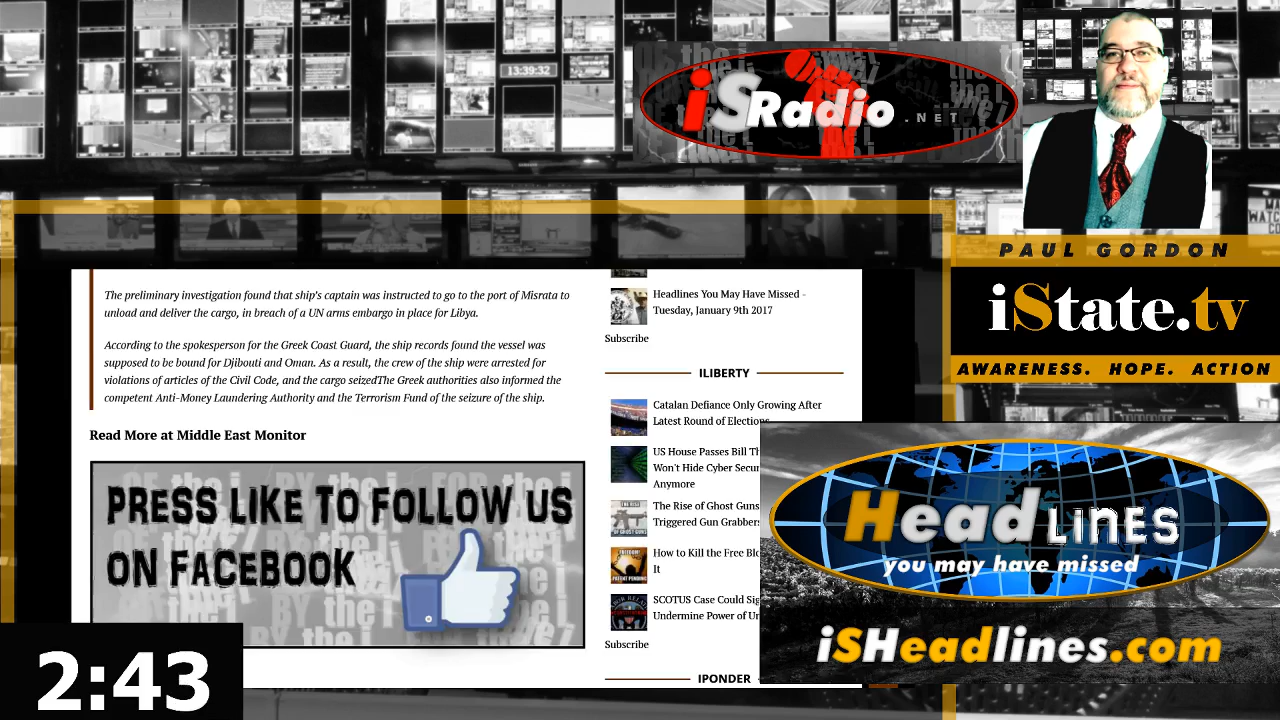 13:39:32
iSRadio.NET
PAUL GORDON
iState.tv
AWARENESS. HOPE. ACTION
The preliminary investigation found that ship's captain was instructed to go to the port of Misrata to
unload and deliver the cargo, in breach of a UN arms embargo in place for Libya.
According to the spokesperson for the Greek Coast Guard, the ship records found the vessel was
supposed to be bound for Djibouti and Oman. As a result, the crew of the ship were arrested for
violations of articles of the Civil Code, and the cargo seizedThe Greek authorities also informed the
competent Anti-Money Laundering Authority and the Terrorism Fund of the seizure of the ship.
Read More at Middle East Monitor
PRESS LIKE TO FOLLOW US
ON FACEBOOK
Headlines You May Have Missed -
Tuesday, January 9th 2017
Subscribe
ILIBERTY
Catalan Defiance Only Growing After
Latest Round of Elections
US House Passes Bill
Won't Hide Cyber
Anymore
The Rise of Ghost Guns
Triggered Gun Grabbers
How to Kill the Free
It
SCOTUS Case Could
Undermine Power of
Subscribe
IPONDER
HeadLINES
you may have missed
iSHeadlines.com
2:43